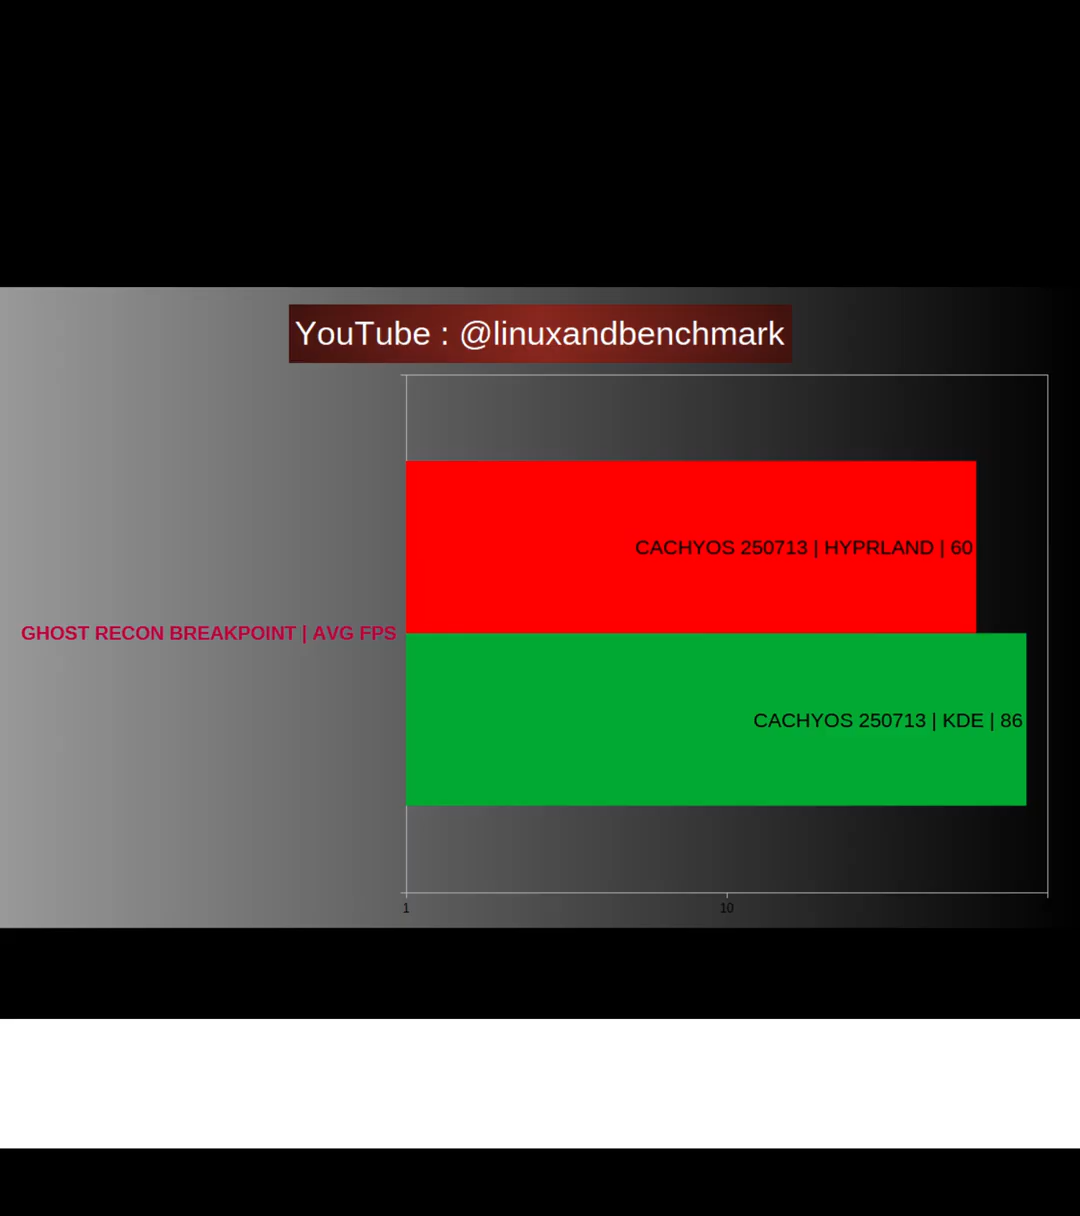 YouTube : @linuxandbenchmark
CACHYOS 250713 | HYPRLAND | 60
GHOST RECON BREAKPOINT | AVG FPS
CACHYOS 250713 | KDE | 86
1
10